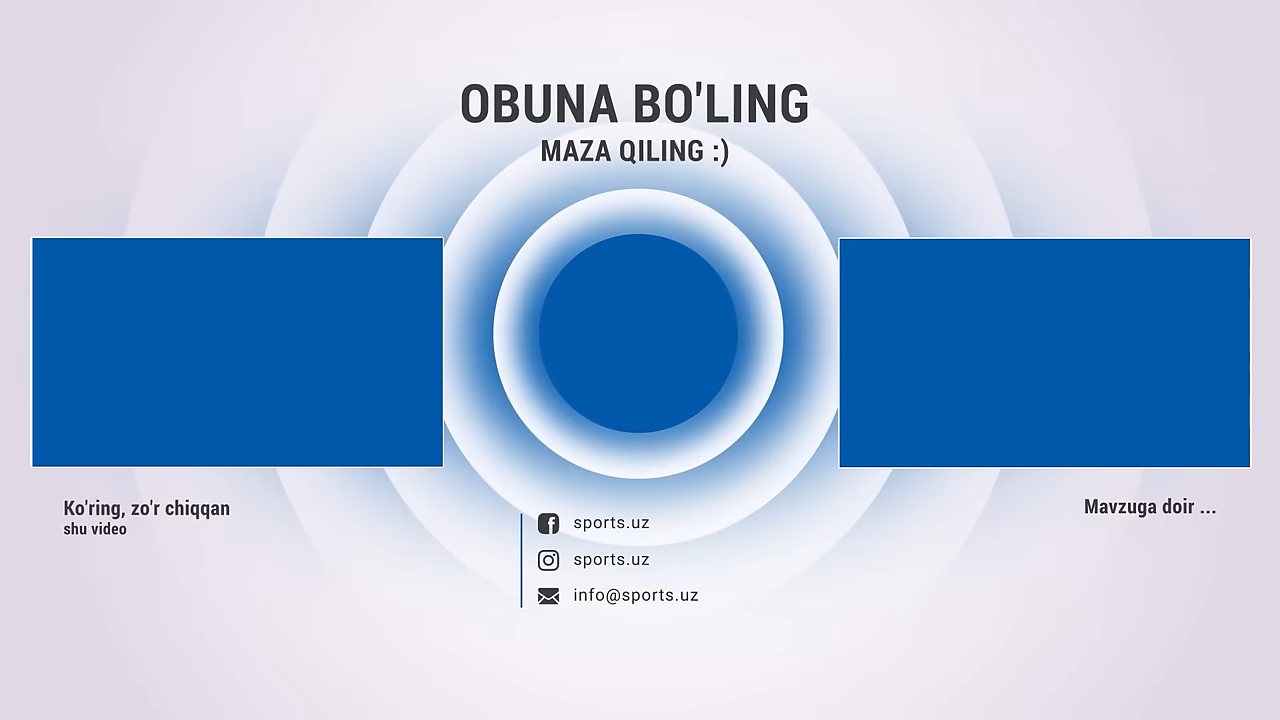 OBUNA BO'LING
MAZA QILING :)
Ko'ring, zo'r chiqqan
shu video
Mavzuga doir ...
sports.uz
sports.uz
info@sports.uz